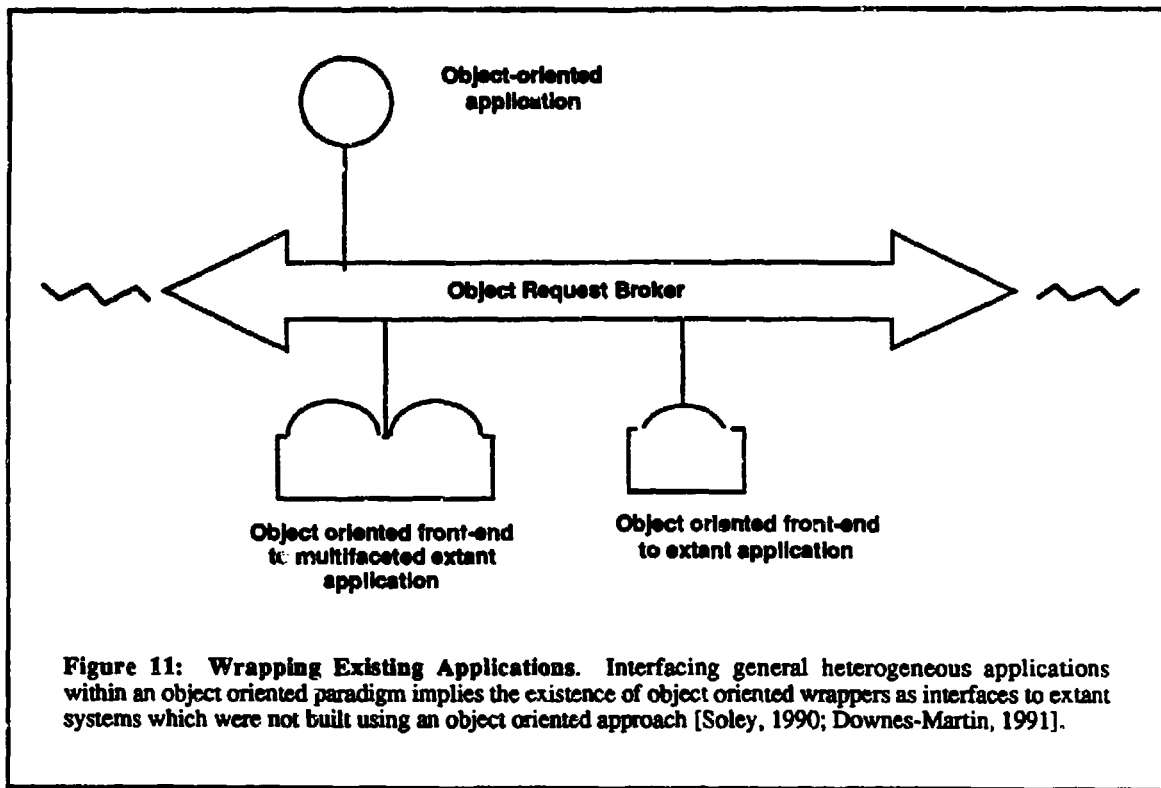 Object-oriented
application
Object Request Broker
Object oriented front-end
to multifaceted extant
application
Object oriented front-end
to extant application
Figure 11: Wrapping Existing Applications. Interfacing general heterogeneous applications
within an object oriented paradigm implies the existence of object oriented wrappers as interfaces to extant
systems which were not built using an object oriented approach [Soley, 1990; Downes-Martin, 1991].